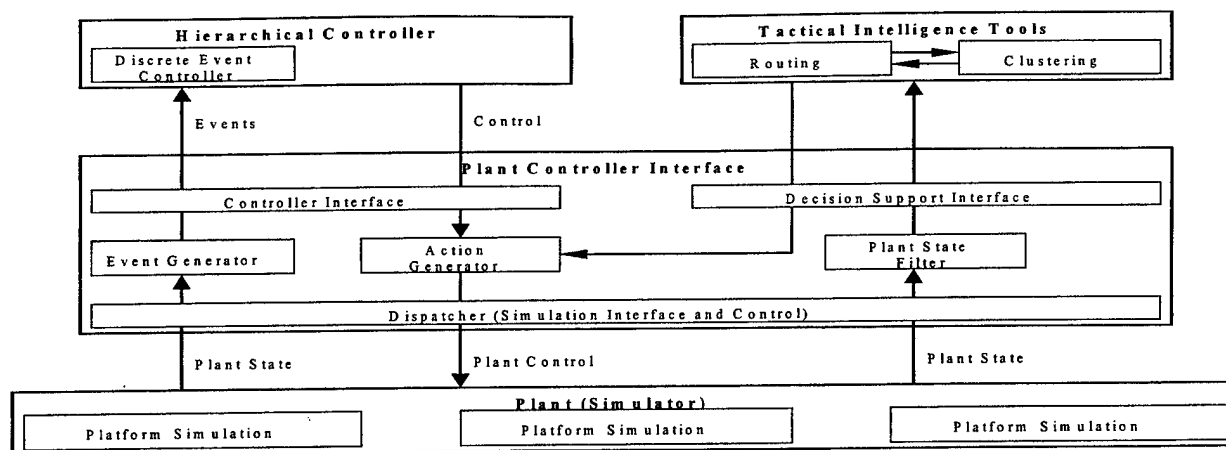 Hierarchical Controller
Discrete Event
Controller
Tactical Intelligence Tools
Routing
Clustering
Events
Control
Plant Controller Interface
Controller Interface
Decision Support Interface
Event Generator
Action
Generator
Plant State
Filter
Dispatcher (Simulation Interface and Control)
Plant State
Plant Control
Plant State
Plant (Simulator)
Platform Simulation
Platform Simulation
Platform Simulation